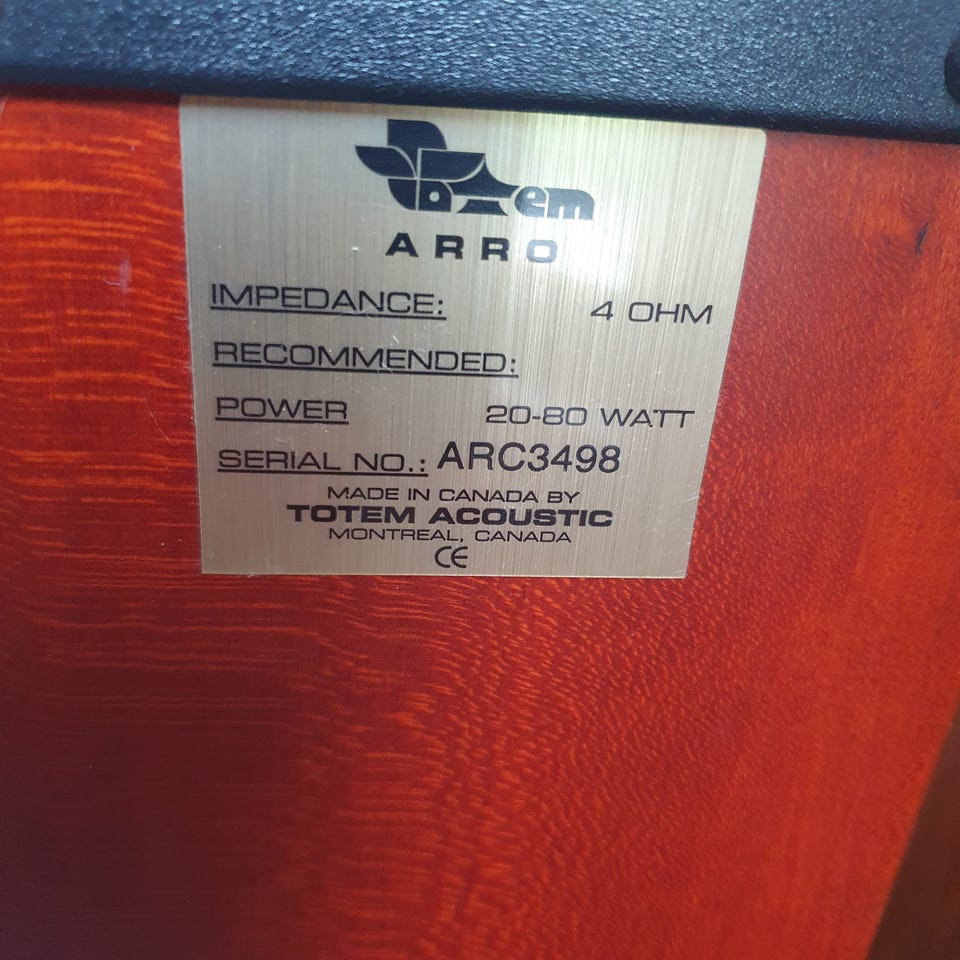 Totem
ARRO
IMPEDANCE: 4 OHM
RECOMMENDED:
POWER 20-80 WATT
SERIAL NO.: ARC3498
MADE IN CANADA BY
TOTEM ACOUSTIC
MONTREAL, CANADA
CE